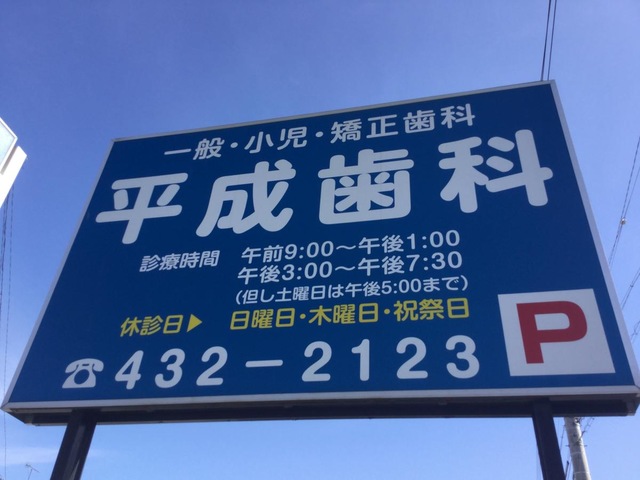 一般・小児・矯正歯科
平成歯科
診療時間 午前9:00〜午後1:00
午後3:00〜午後7:30
(但し土曜日は午後5:00まで)
休診日▶ 日曜日・木曜日・祝祭日
☎432-2123
P